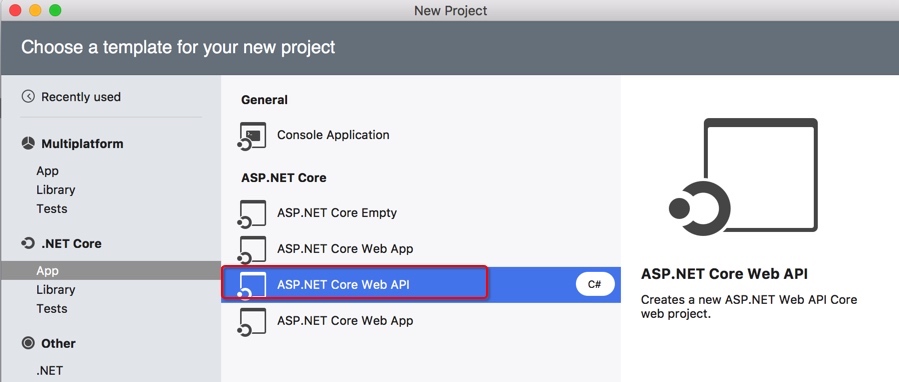 New Project
Choose a template for your new project
Recently used
Multiplatform
App
Library
Tests
.NET Core
App
Library
Tests
Other
.NET
General
Console Application
ASP.NET Core
ASP.NET Core Empty
ASP.NET Core Web App
ASP.NET Core Web API
C#
ASP.NET Core Web App
ASP.NET Core Web API
Creates a new ASP.NET Web API Core
web project.